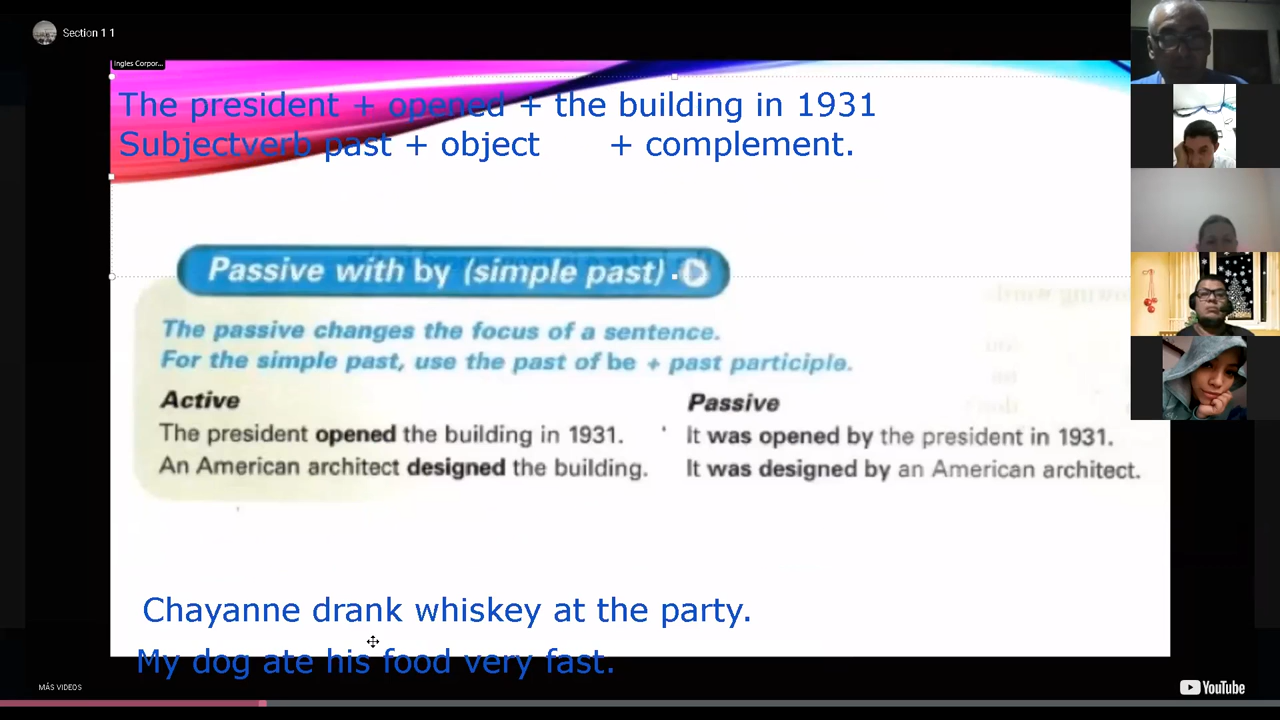 Section 1 1
Ingles Corpor...
The president + opened + the building in 1931
Subjectverb past + object + complement.
Passive with by (simple past)
The passive changes the focus of a sentence.
For the simple past, use the past of be + past participle.
Active
The president opened the building in 1931.
An American architect designed the building.
Passive
It was opened by the president in 1931.
It was designed by an American architect.
Chayanne drank whiskey at the party.
My dog ate his food very fast.
MÁS VIDEOS
YouTube